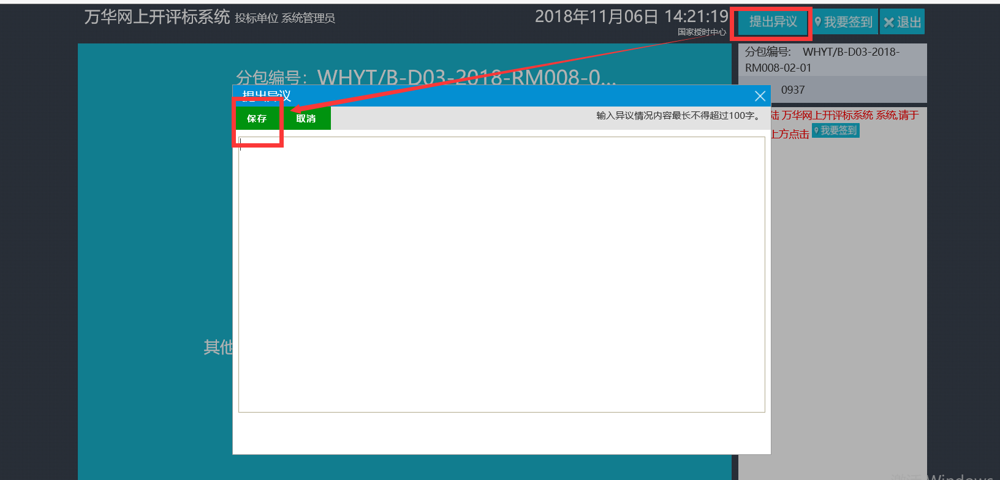 万华网上开评标系统 投标单位 系统管理员
2018年11月06日 14:21:19
国家授时中心
提出异议
我要签到
退出
分包编号： WHYT/B-D03-2018-RM008-0...
分包编号: WHYT/B-D03-2018-
RM008-02-01
0937
提出异议
保存
取消
输入异议情况内容最长不得超过100字。
陆 万华网上开评标系统 系统,请于
上方点击 我要签到
其他
激活 Windows